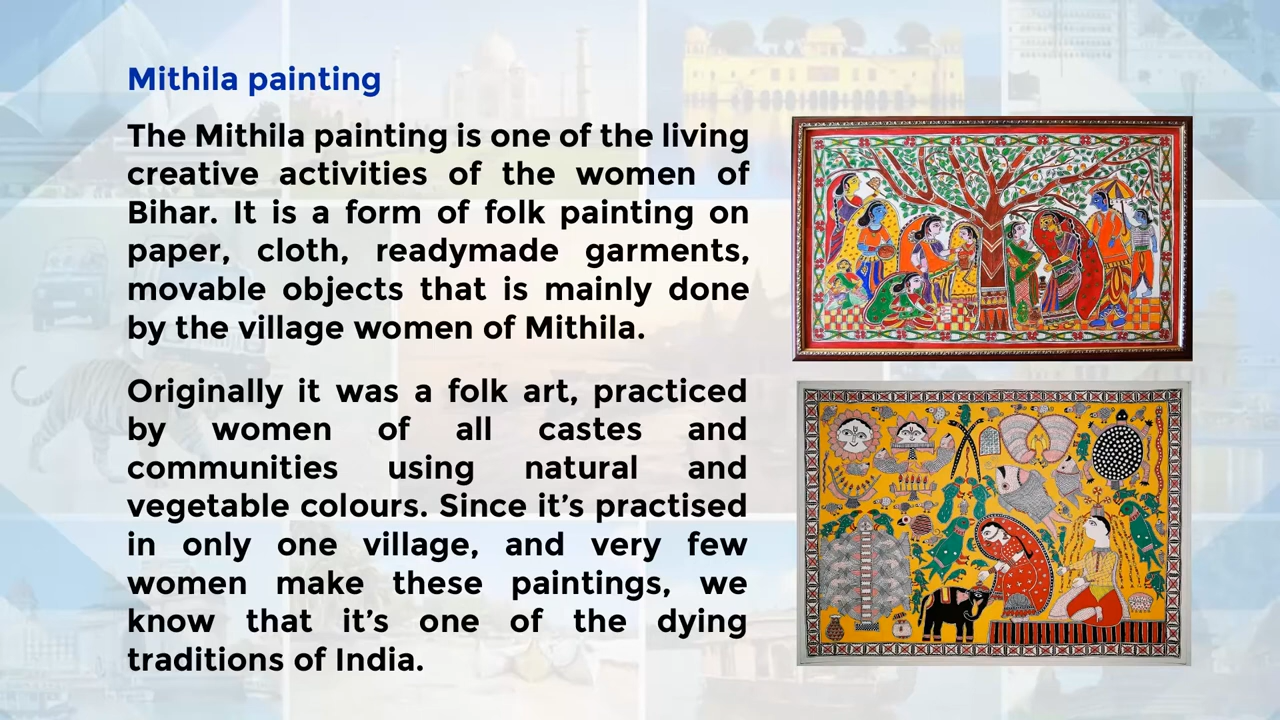 Mithila painting
The Mithila painting is one of the living
creative activities of the women of
Bihar. It is a form of folk painting on
paper, cloth, readymade garments,
movable objects that is mainly done
by the village women of Mithila.
Originally it was a folk art, practiced
by women of all castes and
communities using natural and
vegetable colours. Since it’s practised
in only one village, and very few
women make these paintings, we
know that it’s one of the dying
traditions of India.